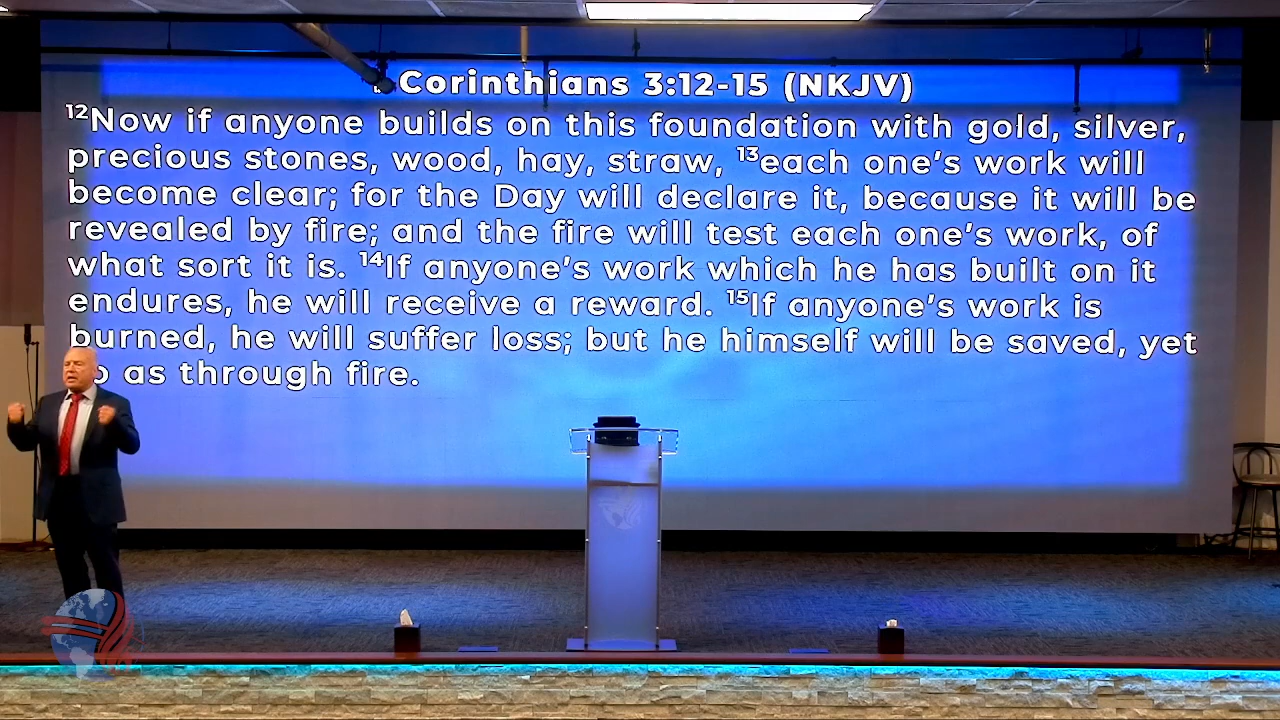 Corinthians 3:12-15 (NKJV)
¹²Now if anyone builds on this foundation with gold, silver,
precious stones, wood, hay, straw, ¹³each one’s work will
become clear; for the Day will declare it, because it will be
revealed by fire; and the fire will test each one’s work, of
what sort it is. ¹⁴If anyone’s work which he has built on it
endures, he will receive a reward. ¹⁵If anyone’s work is
burned, he will suffer loss; but he himself will be saved, yet
as through fire.